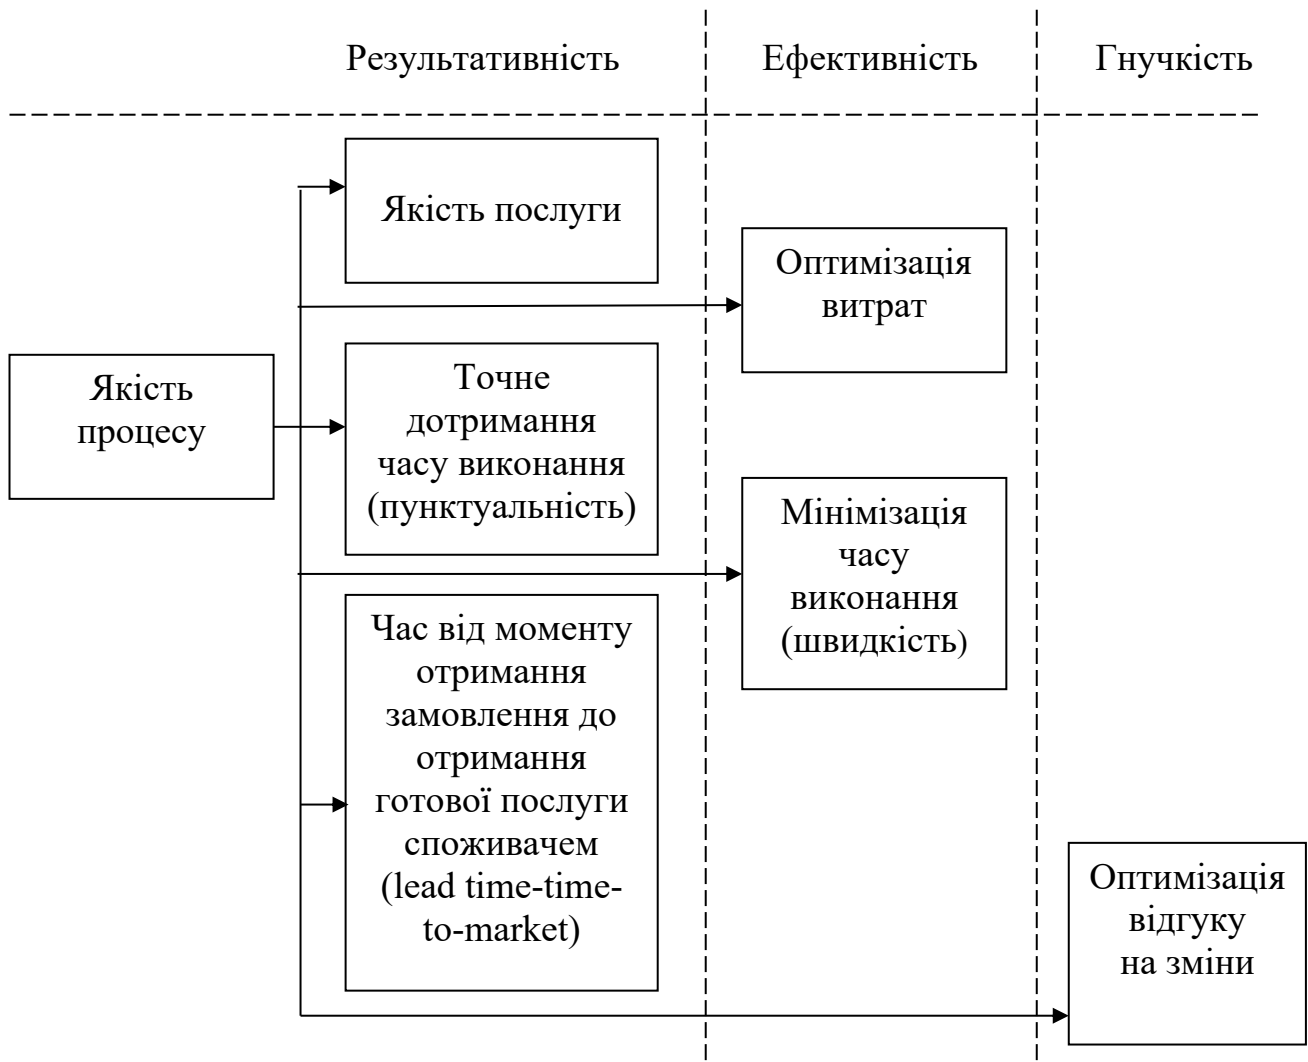 Результативність
Ефективність
Гнучкість
Якість послуги
Оптимізація
витрат
Якість
процесу
Точне
дотримання
часу виконання
(пунктуальність)
Мінімізація
часу
виконання
(швидкість)
Час від моменту
отримання
замовлення до
отримання
готової послуги
споживачем
(lead time-time-
to-market)
Оптимізація
відгуку
на зміни